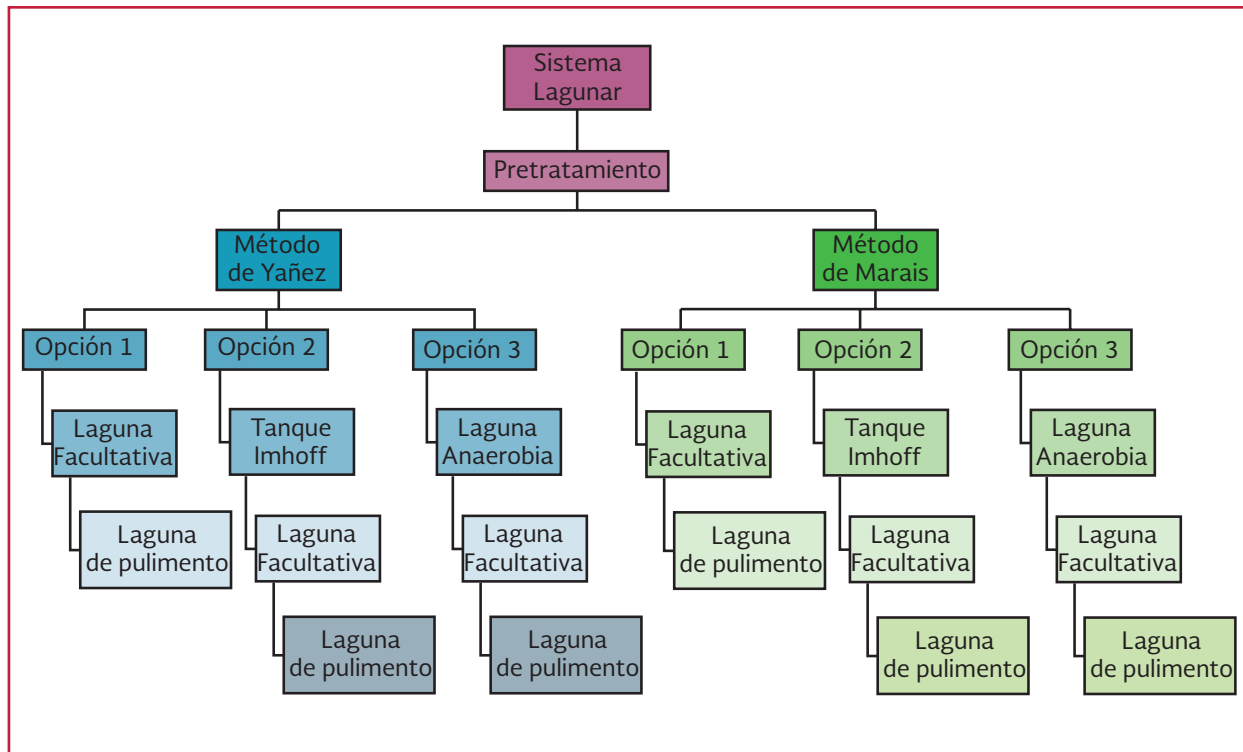 Sistema
Lagunar
Pretratamiento
Método
de Yañez
Método
de Marais
Opción 1
Opción 2
Opción 3
Opción 1
Opción 2
Opción 3
Laguna
Facultativa
Tanque
Imhoff
Laguna
Anaerobia
Laguna
Facultativa
Tanque
Imhoff
Laguna
Anaerobia
Laguna
de pulimento
Laguna
Facultativa
Laguna
Facultativa
Laguna
de pulimento
Laguna
Facultativa
Laguna
Facultativa
Laguna
de pulimento
Laguna
de pulimento
Laguna
de pulimento
Laguna
de pulimento